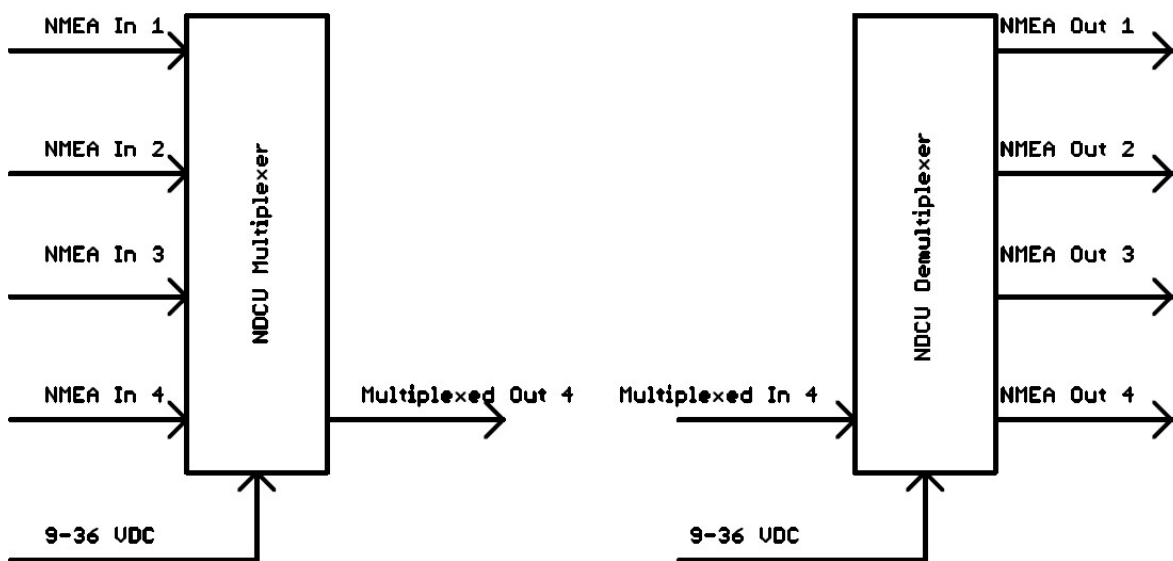 NMEA In 1
NMEA In 2
NMEA In 3
NMEA In 4
NDCU Multiplexer
Multiplexed Out 4
9-36 VDC
NMEA Out 1
NMEA Out 2
NMEA Out 3
NMEA Out 4
NDCU Demultiplexer
Multiplexed In 4
9-36 VDC